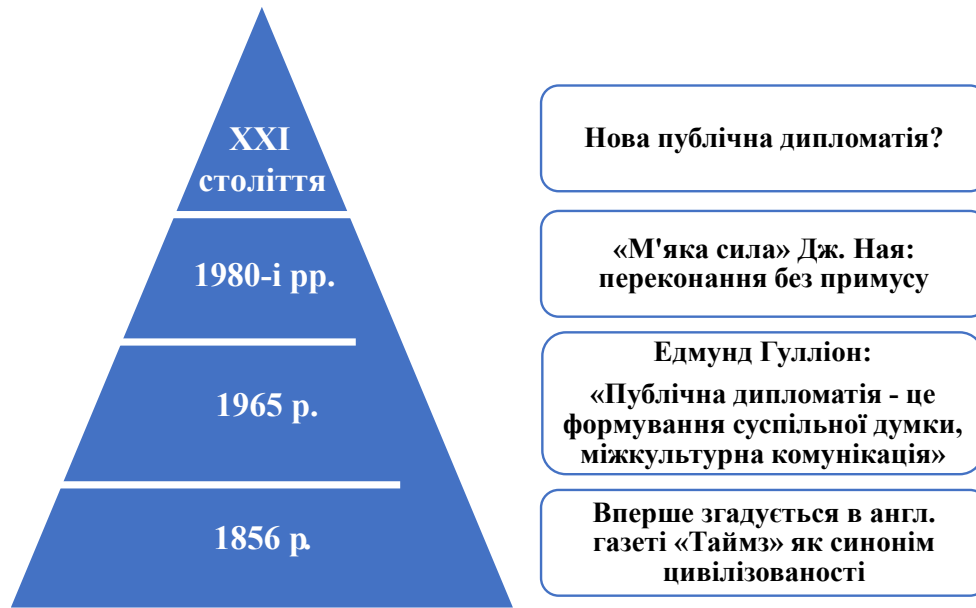 XXI
століття
Нова публічна дипломатія?
1980-і рр.
«М'яка сила» Дж. Ная:
переконання без примусу
1965 р.
Едмунд Гулліон:
«Публічна дипломатія - це
формування суспільної думки,
міжкультурна комунікація»
1856 р.
Вперше згадується в англ.
газеті «Таймз» як синонім
цивілізованості